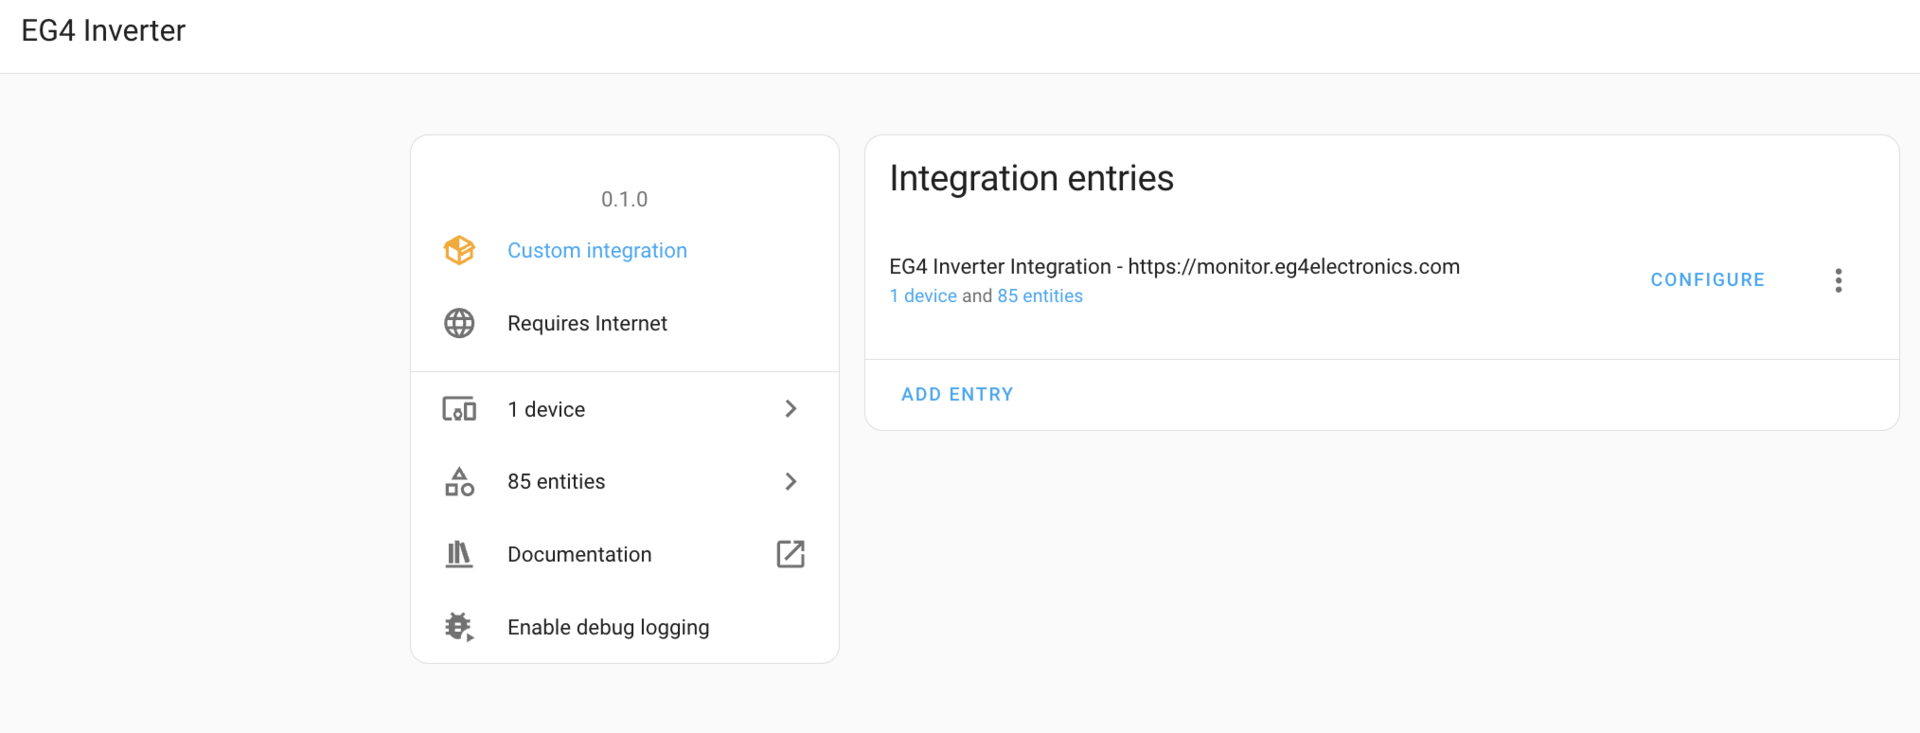 EG4 Inverter
0.1.0
Custom integration
Requires Internet
1 device
85 entities
Documentation
Enable debug logging
Integration entries
EG4 Inverter Integration - https://monitor.eg4electronics.com
1 device and 85 entities
CONFIGURE
ADD ENTRY